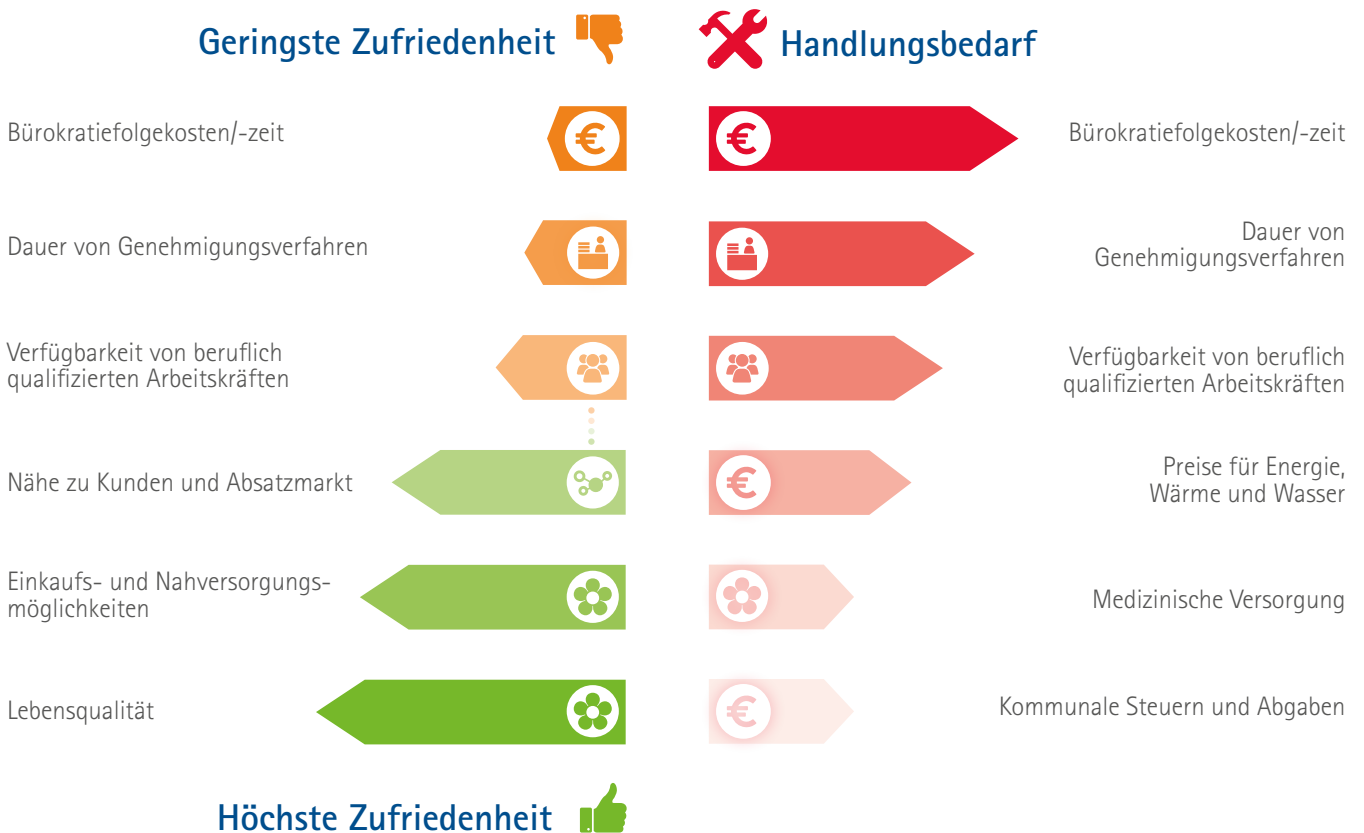 Geringste Zufriedenheit
Bürokratiefolgekosten/-zeit
Dauer von Genehmigungsverfahren
Verfügbarkeit von beruflich
qualifizierten Arbeitskräften
Nähe zu Kunden und Absatzmarkt
Einkaufs- und Nahversorgungs-
möglichkeiten
Lebensqualität
Höchste Zufriedenheit
Handlungsbedarf
Bürokratiefolgekosten/-zeit
Dauer von
Genehmigungsverfahren
Verfügbarkeit von beruflich
qualifizierten Arbeitskräften
Preise für Energie,
Wärme und Wasser
Medizinische Versorgung
Kommunale Steuern und Abgaben